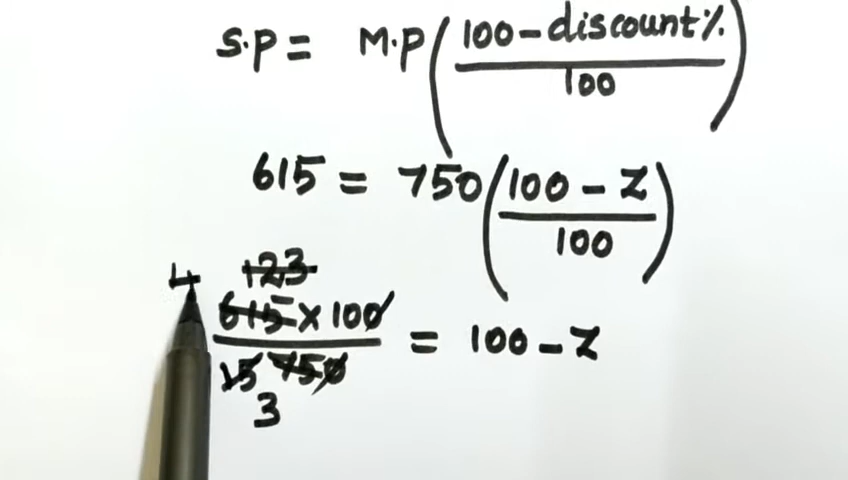 S.P = M.P(100 - discount% / 100)
615 = 750(100 - Z / 100)
4 123
615 × 100 / 15 750 = 100 - Z
3